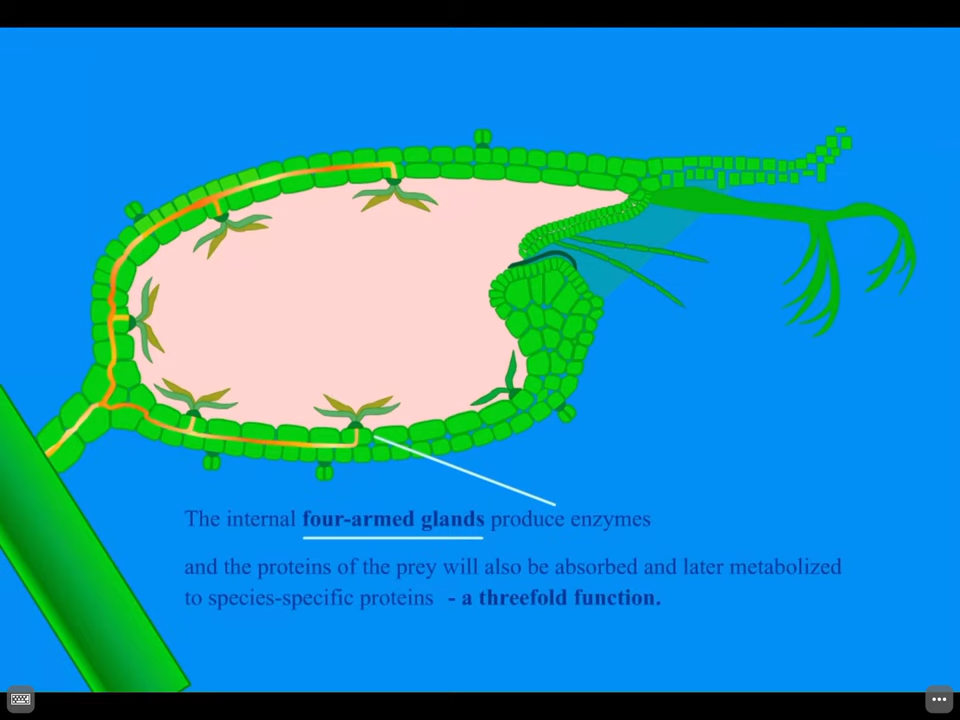 The internal four-armed glands produce enzymes
and the proteins of the prey will also be absorbed and later metabolized
to species-specific proteins - a threefold function.